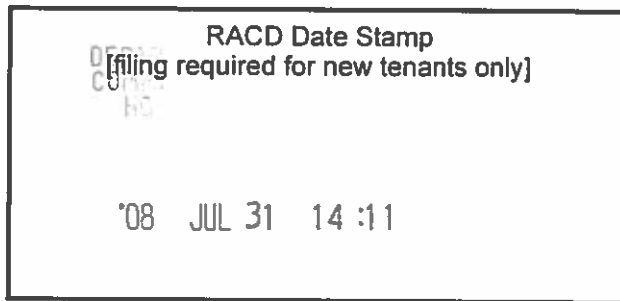 RACD Date Stamp
[filing required for new tenants only]
'08 JUL 31 14:11